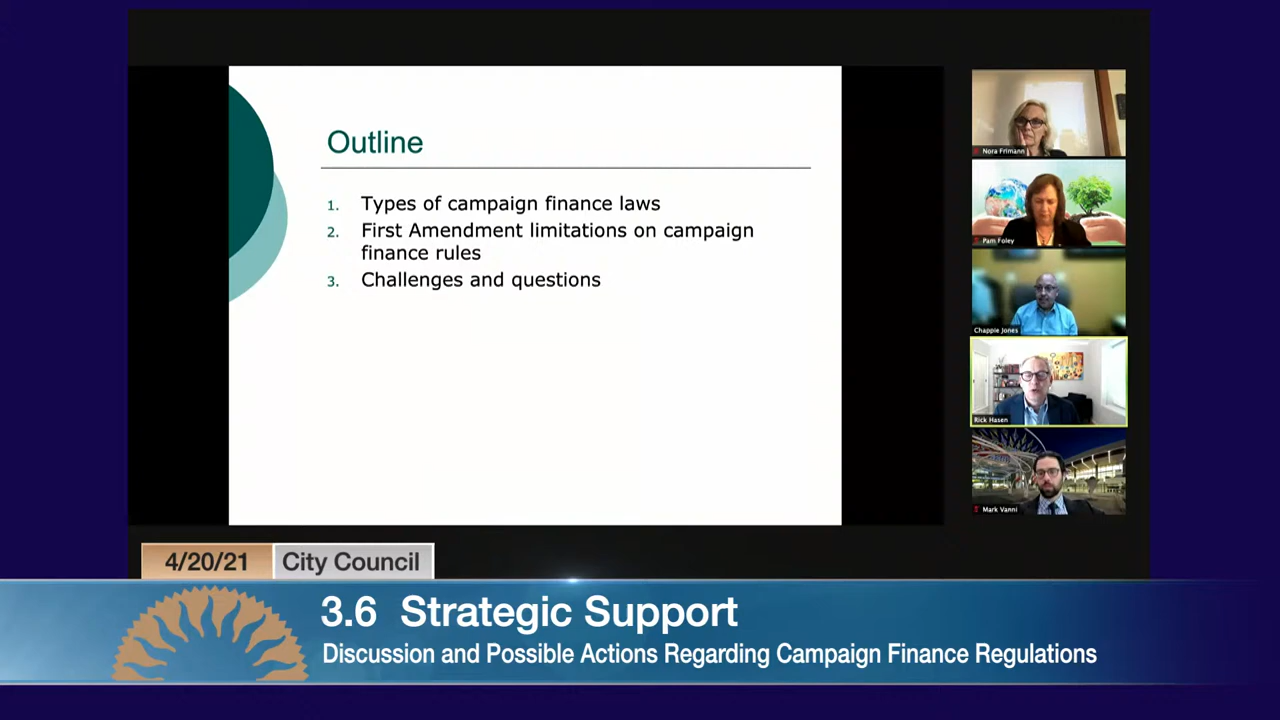 Outline
1. Types of campaign finance laws
2. First Amendment limitations on campaign
finance rules
3. Challenges and questions
Nora Frimann
Pam Foley
Chappie Jones
Rick Hasen
Mark Vanni
4/20/21 City Council
3.6 Strategic Support
Discussion and Possible Actions Regarding Campaign Finance Regulations